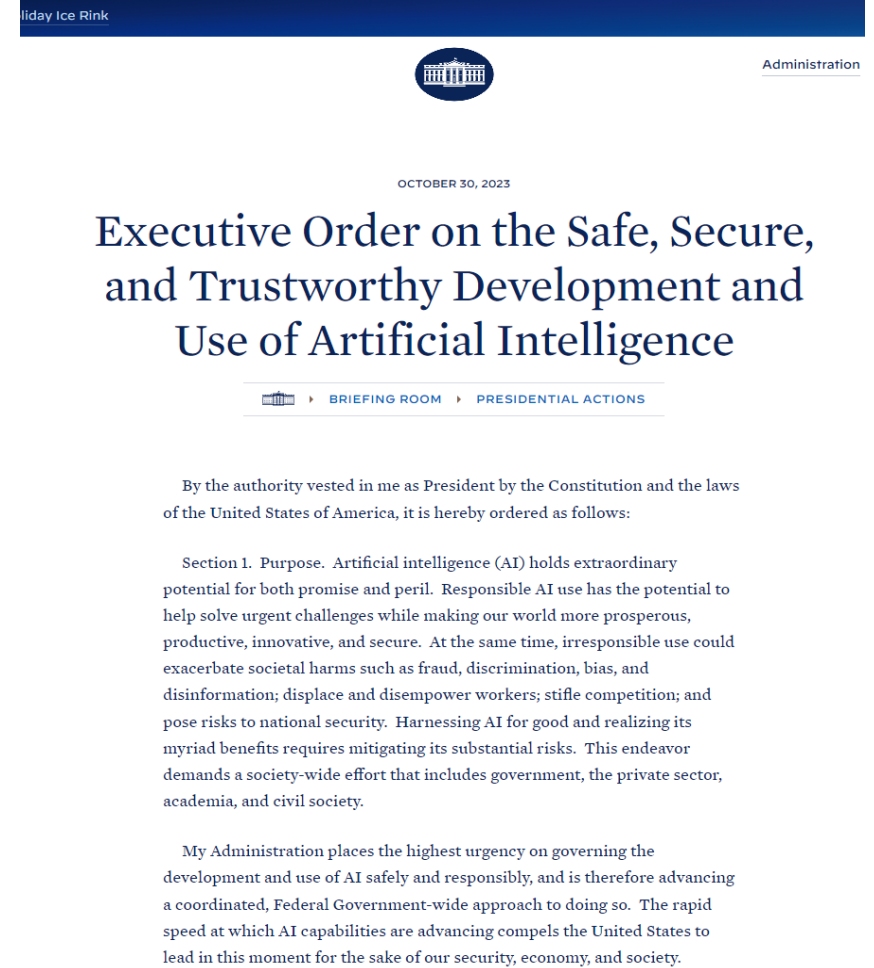 liday Ice Rink
Administration
OCTOBER 30, 2023
Executive Order on the Safe, Secure,
and Trustworthy Development and
Use of Artificial Intelligence
BRIEFING ROOM
PRESIDENTIAL ACTIONS
By the authority vested in me as President by the Constitution and the laws
of the United States of America, it is hereby ordered as follows:
Section 1.  Purpose.  Artificial intelligence (AI) holds extraordinary
potential for both promise and peril.  Responsible AI use has the potential to
help solve urgent challenges while making our world more prosperous,
productive, innovative, and secure.  At the same time, irresponsible use could
exacerbate societal harms such as fraud, discrimination, bias, and
disinformation; displace and disempower workers; stifle competition; and
pose risks to national security.  Harnessing AI for good and realizing its
myriad benefits requires mitigating its substantial risks.  This endeavor
demands a society-wide effort that includes government, the private sector,
academia, and civil society.
My Administration places the highest urgency on governing the
development and use of AI safely and responsibly, and is therefore advancing
a coordinated, Federal Government-wide approach to doing so.  The rapid
speed at which AI capabilities are advancing compels the United States to
lead in this moment for the sake of our security, economy, and society.